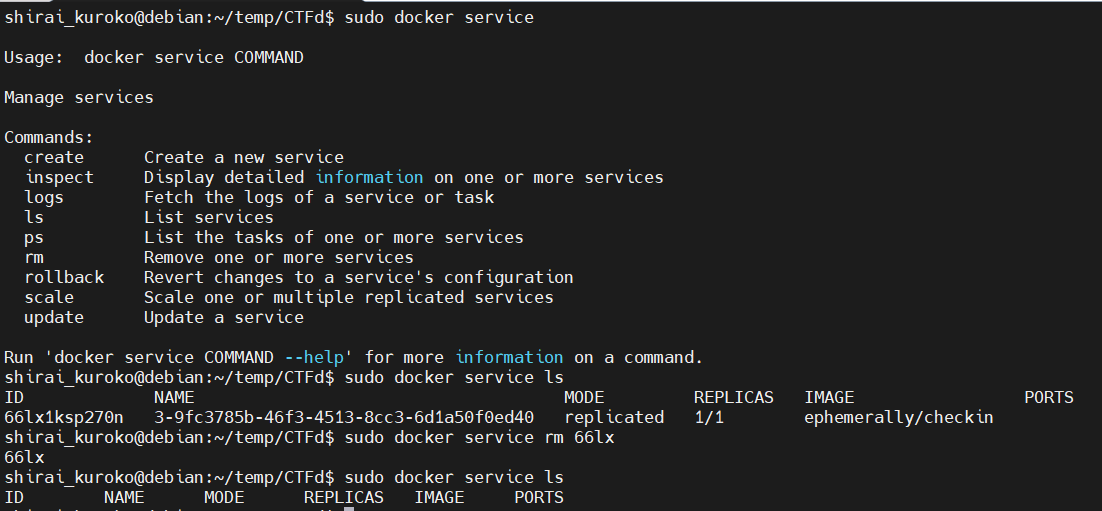 shirai_kuroko@debian:~/temp/CTFd$ sudo docker service
Usage:  docker service COMMAND
Manage services
Commands:
  create      Create a new service
  inspect     Display detailed information on one or more services
  logs        Fetch the logs of a service or task
  ls          List services
  ps          List the tasks of one or more services
  rm          Remove one or more services
  rollback    Revert changes to a service's configuration
  scale       Scale one or multiple replicated services
  update      Update a service
Run 'docker service COMMAND --help' for more information on a command.
shirai_kuroko@debian:~/temp/CTFd$ sudo docker service ls
ID             NAME                                     MODE         REPLICAS   IMAGE                 PORTS
66lx1ksp270n   3-9fc3785b-46f3-4513-8cc3-6d1a50f0ed40   replicated   1/1        ephemerally/checkin
shirai_kuroko@debian:~/temp/CTFd$ sudo docker service rm 66lx
66lx
shirai_kuroko@debian:~/temp/CTFd$ sudo docker service ls
ID        NAME      MODE      REPLICAS   IMAGE     PORTS